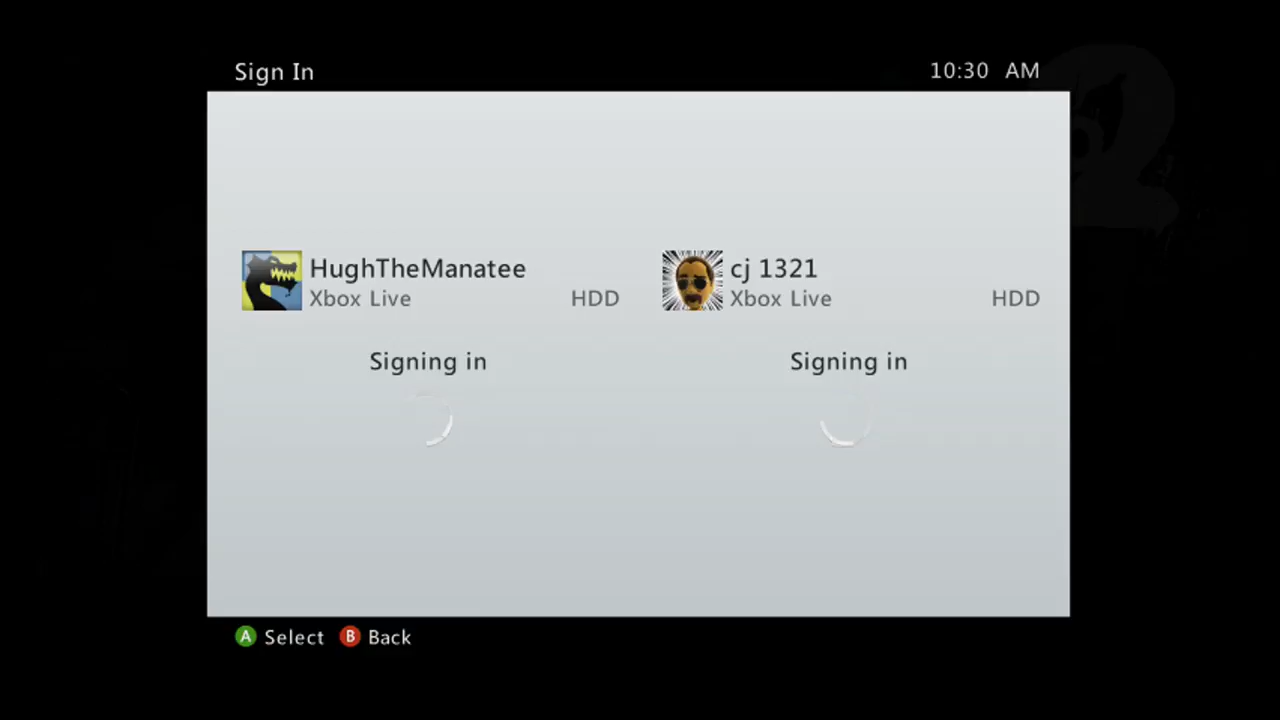 Sign In
10:30 AM
HughTheManatee
Xbox Live
HDD
cj 1321
Xbox Live
HDD
Signing in
Signing in
A Select B Back